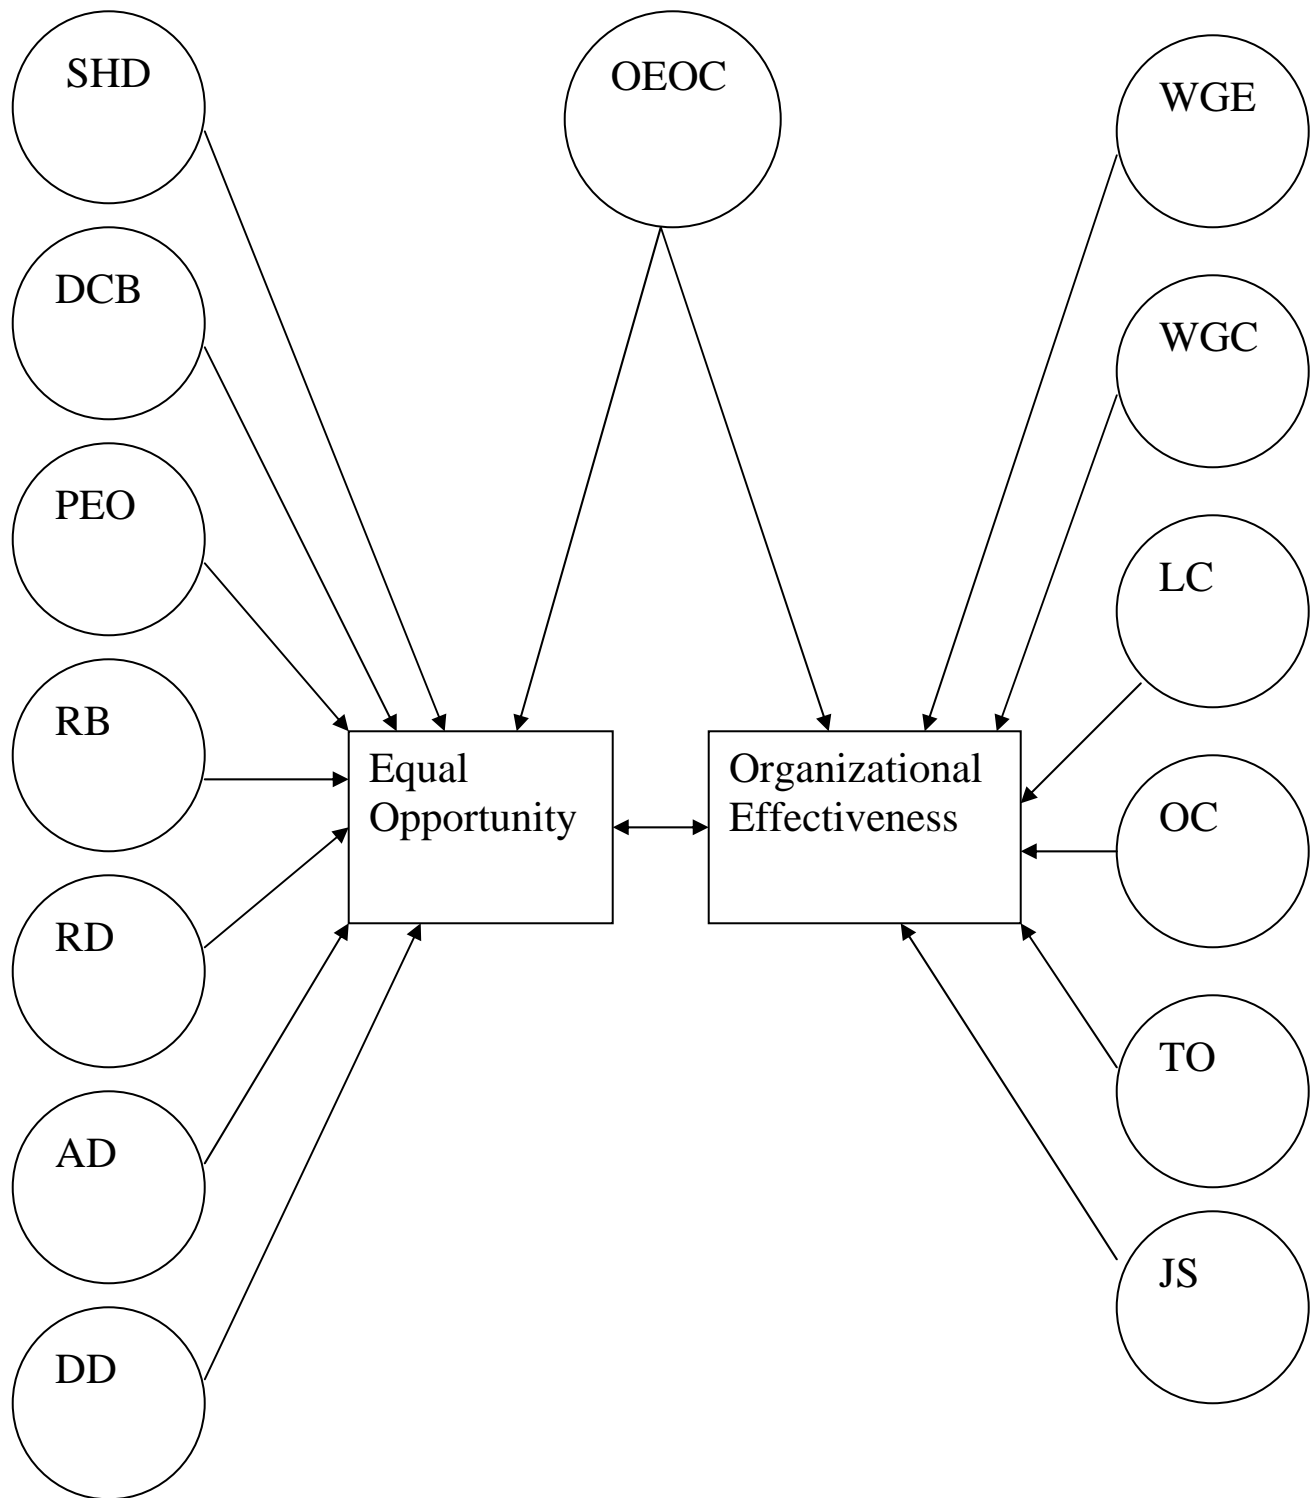 SHD
OEOC
WGE
DCB
WGC
PEO
LC
RB
Equal
Opportunity
Organizational
Effectiveness
OC
RD
TO
AD
JS
DD